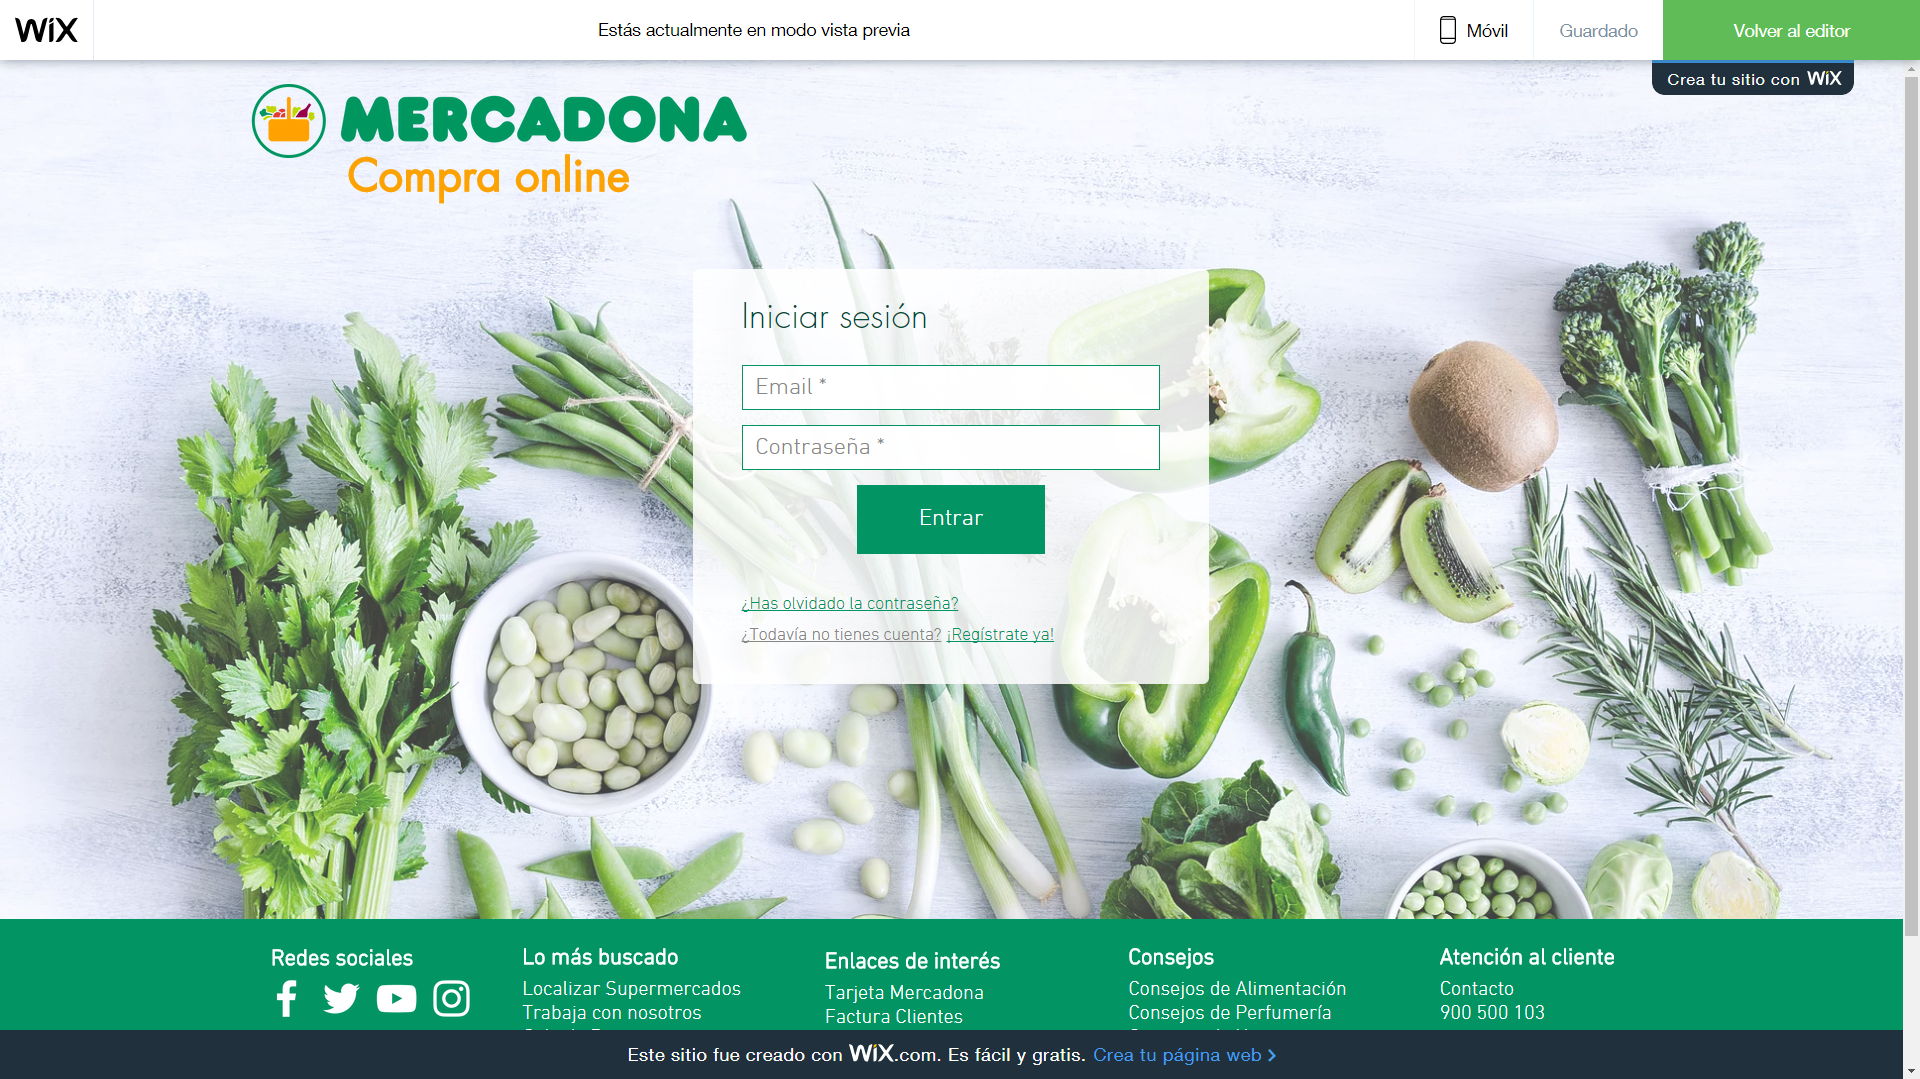 WiX
Estás actualmente en modo vista previa
Móvil
Guardado
Volver al editor
Crea tu sitio con WiX
MERCADONA
Compra online
Iniciar sesión
Email *
Contraseña *
Entrar
¿Has olvidado la contraseña?
¿Todavía no tienes cuenta? ¡Regístrate ya!
Redes sociales
Lo más buscado
Localizar Supermercados
Trabaja con nosotros
Enlaces de interés
Tarjeta Mercadona
Factura Clientes
Consejos
Consejos de Alimentación
Consejos de Perfumería
Atención al cliente
Contacto
900 500 103
Este sitio fue creado con WiX.com. Es fácil y gratis. Crea tu página web >